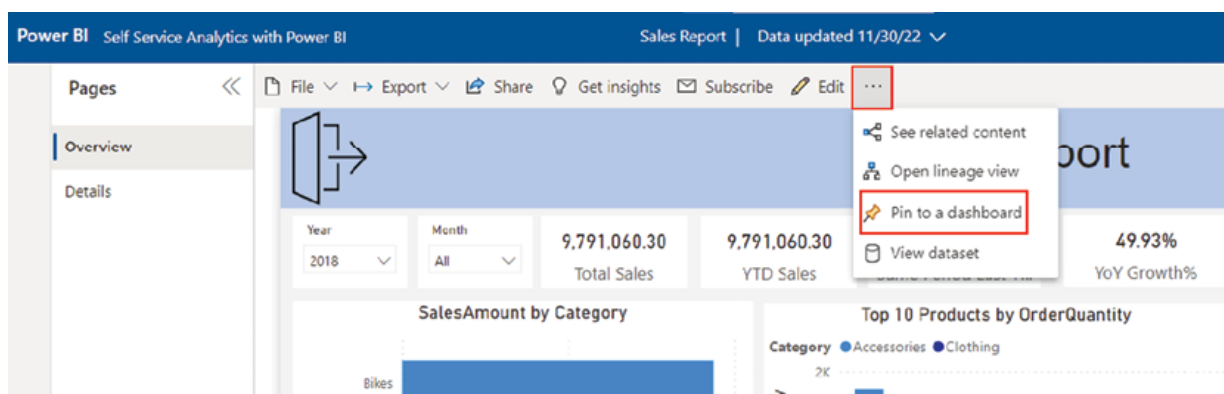 Power BI Self Service Analytics with Power BI Sales Report | Data updated 11/30/22
Pages
File Export Share Get insights Subscribe Edit ...
Overview
Details
See related content
Open lineage view
Pin to a dashboard
View dataset
port
Year
2018
Month
All
9,791,060.30
Total Sales
9,791,060.30
YTD Sales
49.93%
YoY Growth%
SalesAmount by Category
Bikes
Top 10 Products by OrderQuantity
Category Accessories Clothing
2K